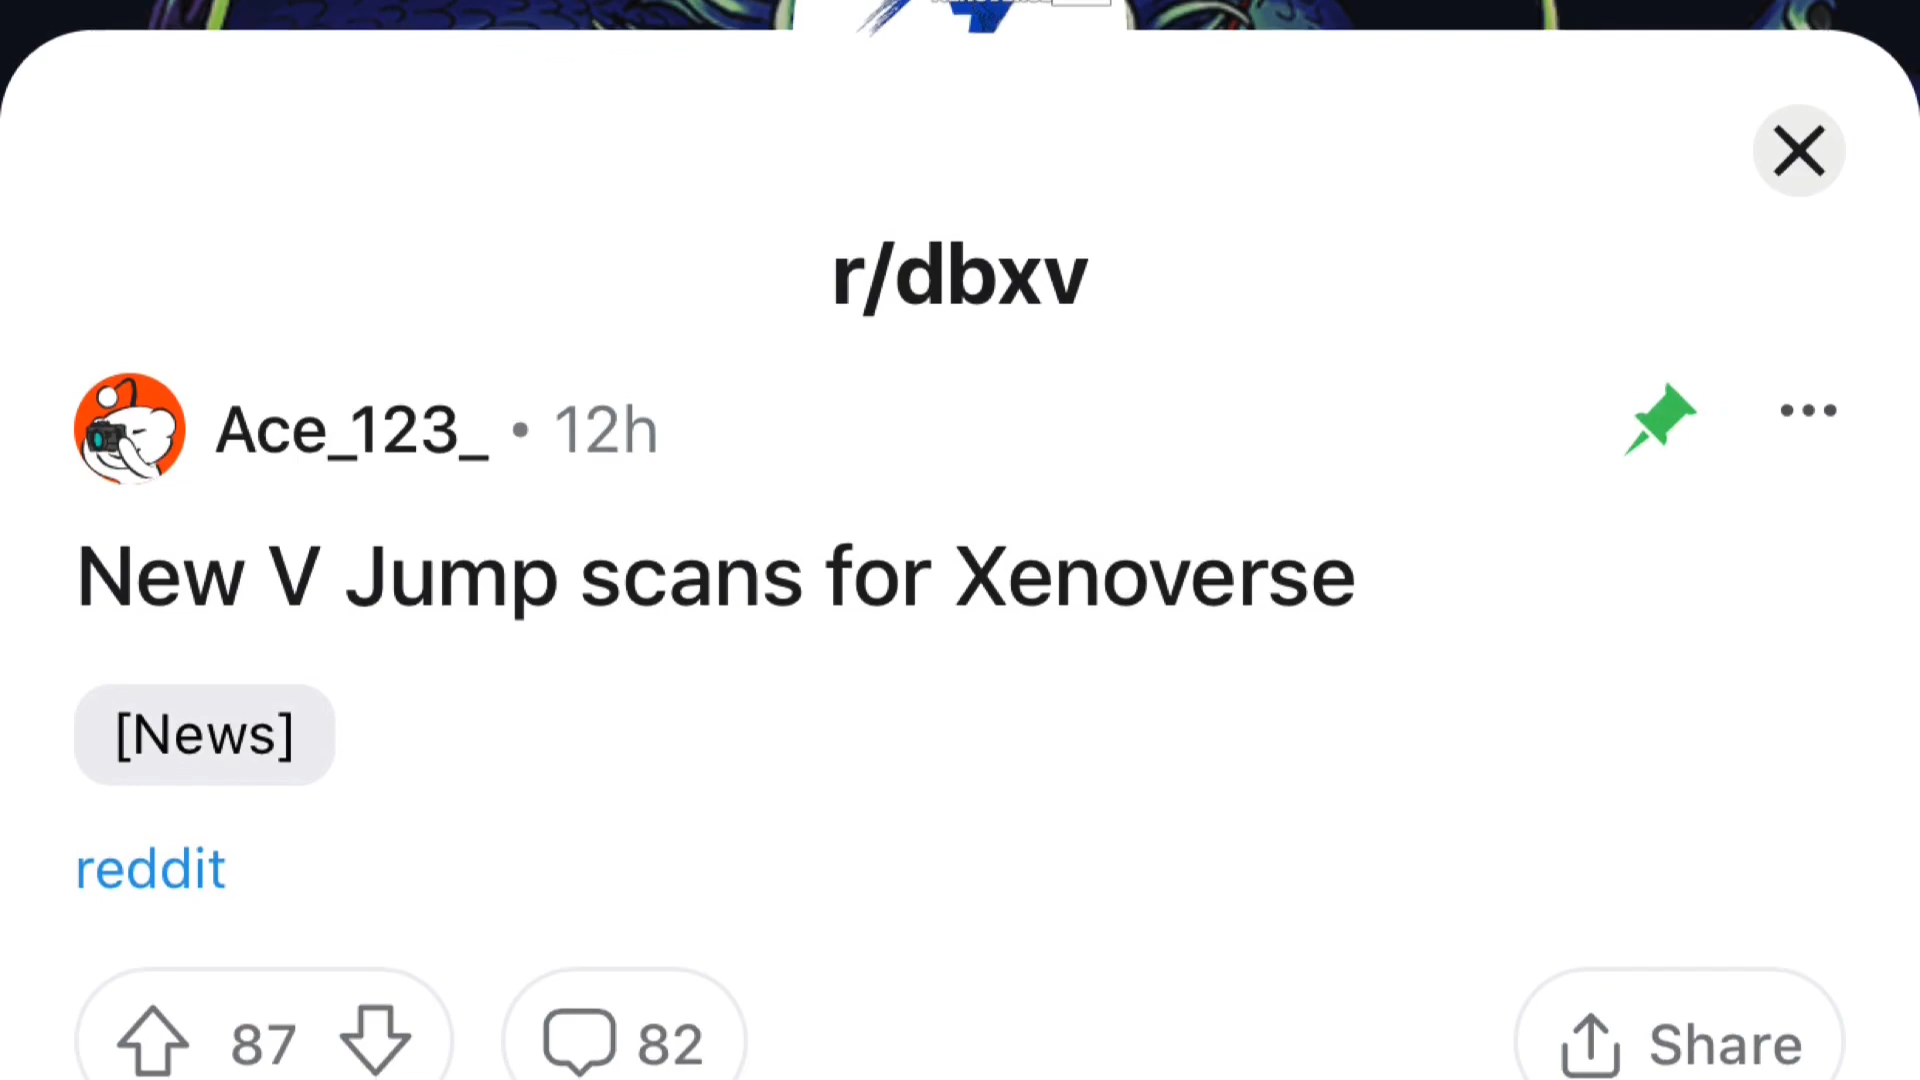 r/dbxv
Ace_123_ • 12h
New V Jump scans for Xenoverse
[News]
reddit
87
82
Share